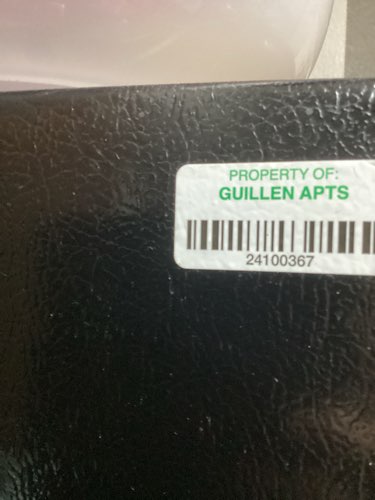 PROPERTY OF:
GUILLEN APTS
24100367